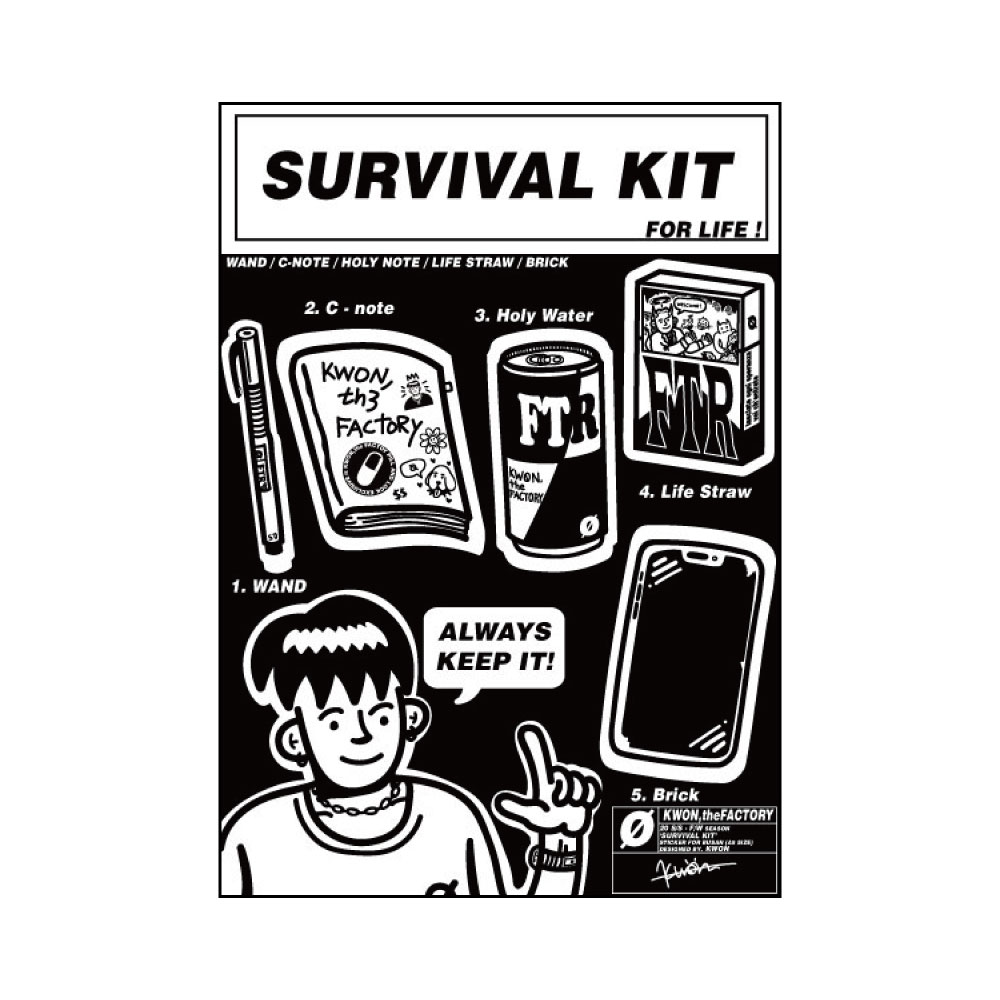 SURVIVAL KIT
FOR LIFE !
WAND / C-NOTE / HOLY NOTE / LIFE STRAW / BRICK
2. C - note
3. Holy Water
KWON,
th3
FACTORY
$$
FTR
KWON,
the
FACTORY
WELCOME!
FTR
4. Life Straw
1. WAND
ALWAYS
KEEP IT!
5. Brick
KWON,theFACTORY
20 S/S - F/W SEASON
'SURVIVAL KIT'
STICKER FOR BUSAN (A6 SIZE)
DESIGNED BY. KWON
Kwon